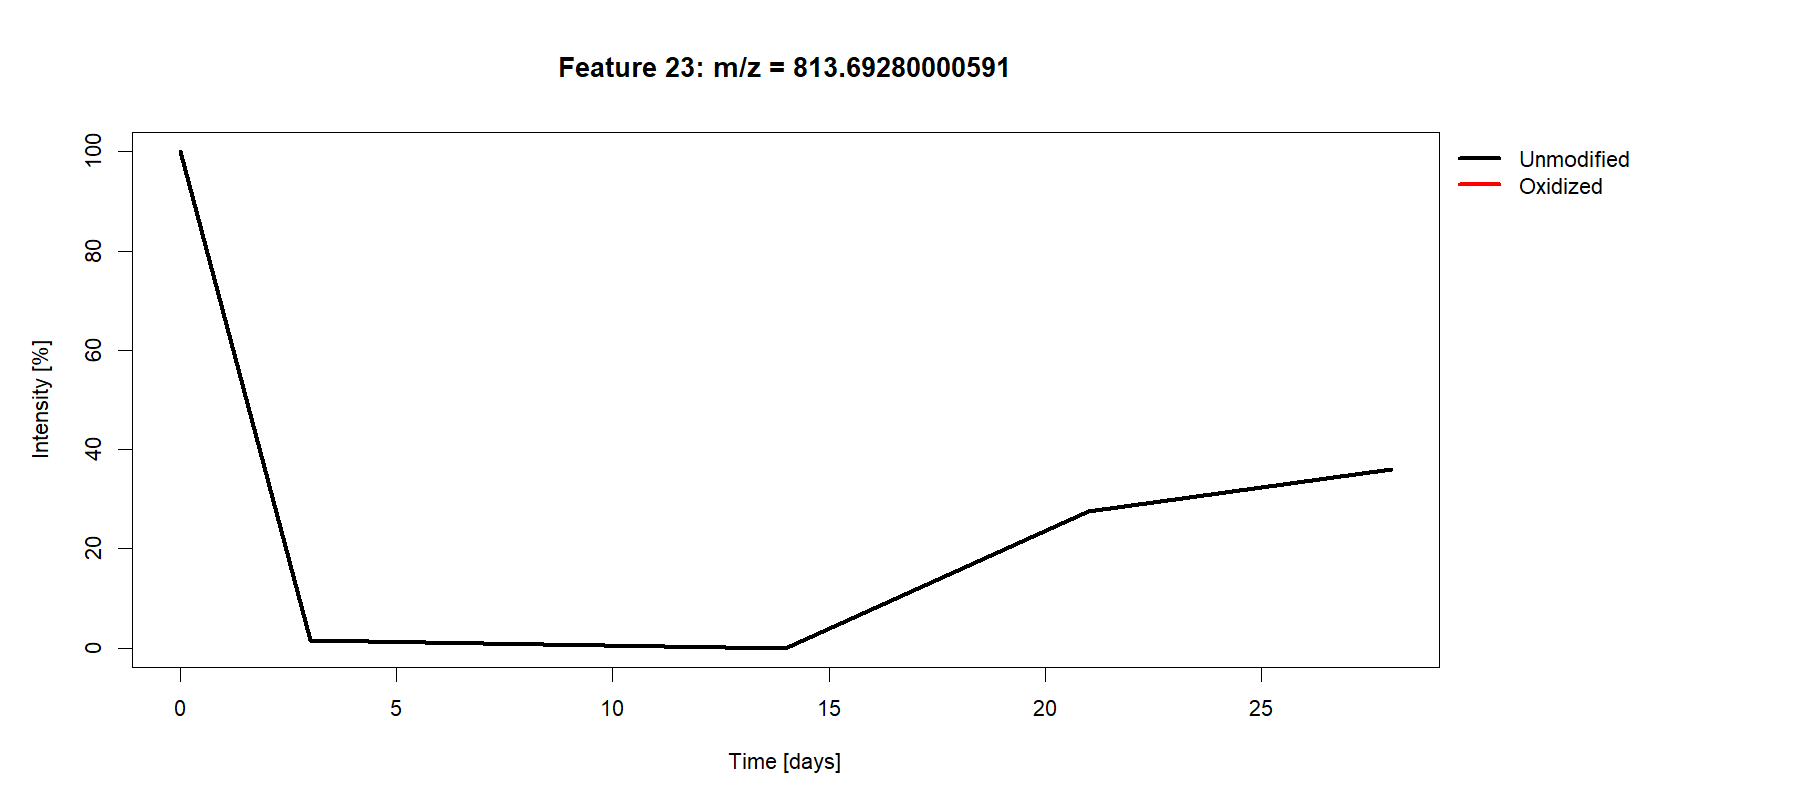 Feature 23: m/z = 813.69280000591
Unmodified
Oxidized
Intensity [%]
100
80
60
40
20
0
0 5 10 15 20 25
Time [days]